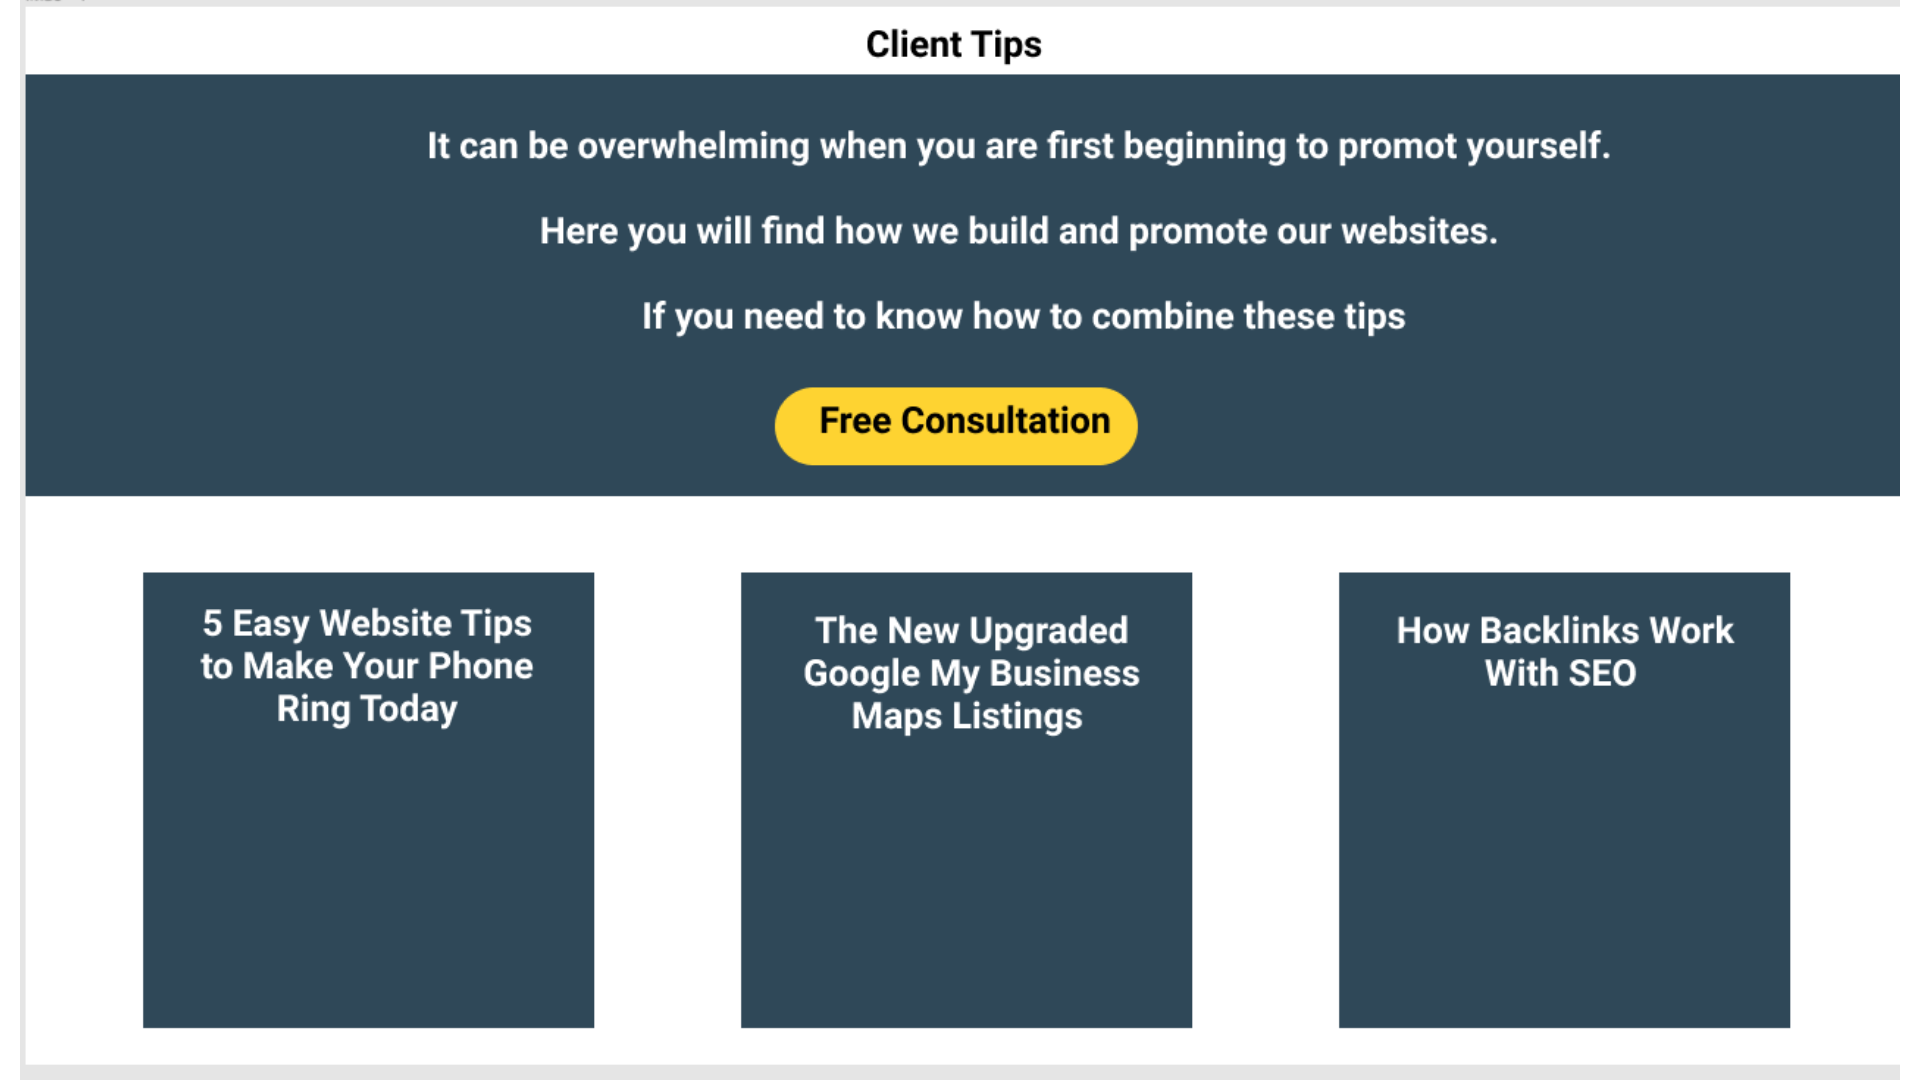 Client Tips
It can be overwhelming when you are first beginning to promot yourself.
Here you will find how we build and promote our websites.
If you need to know how to combine these tips
Free Consultation
5 Easy Website Tips
to Make Your Phone
Ring Today
The New Upgraded
Google My Business
Maps Listings
How Backlinks Work
With SEO